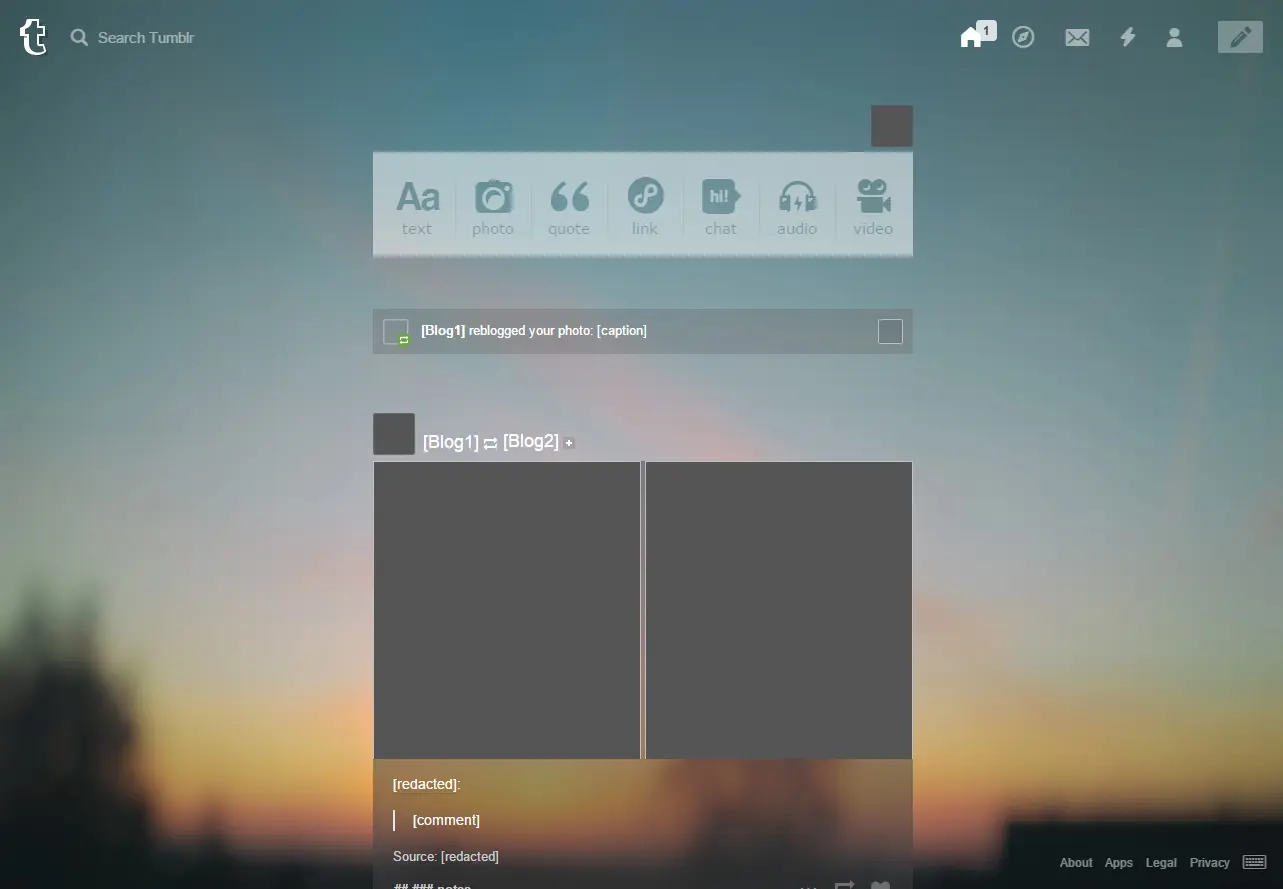 t
Search Tumblr
1
Aa
text
photo
quote
link
hi!
chat
audio
video
[Blog1] reblogged your photo: [caption]
[Blog1] [Blog2] +
[redacted]:
[comment]
Source: [redacted]
## ### notes
About Apps Legal Privacy